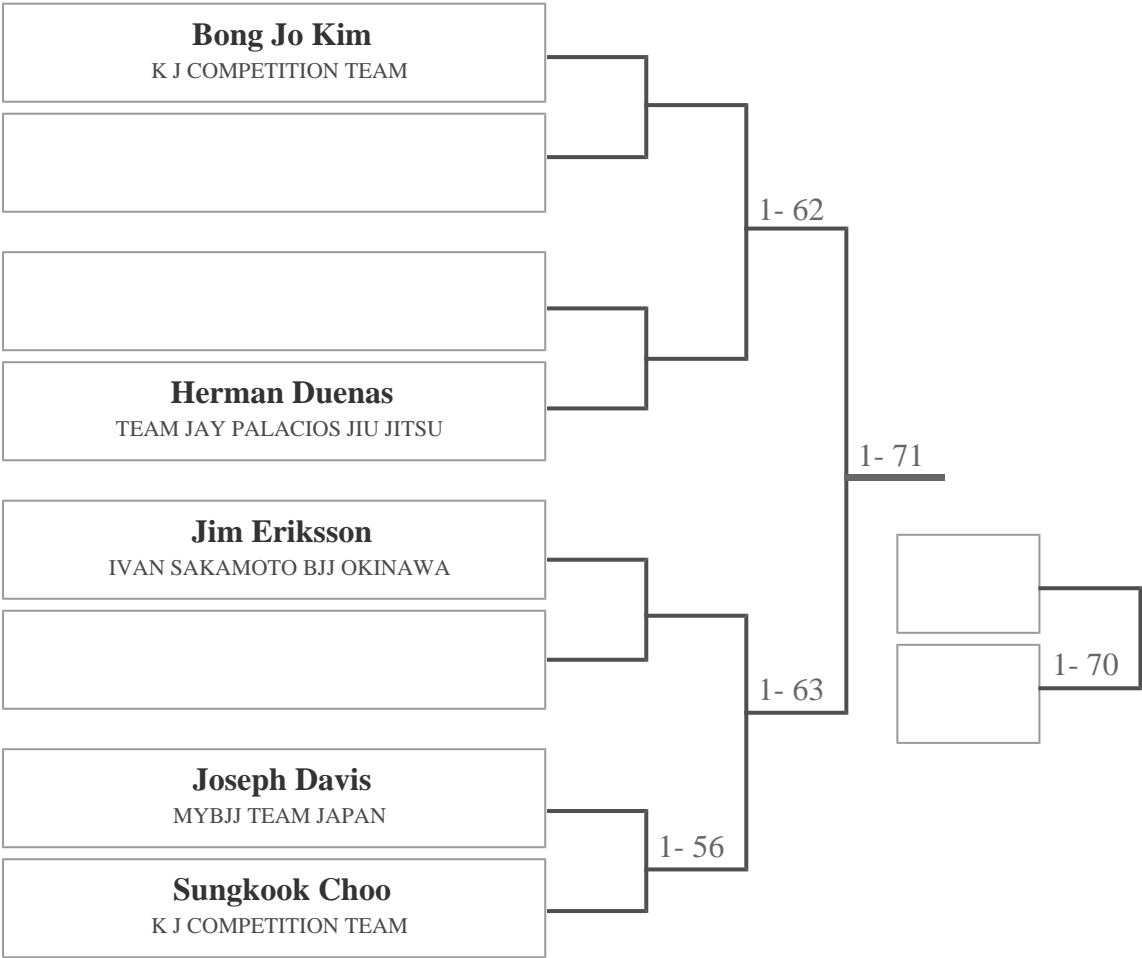 Bong Jo Kim
K J COMPETITION TEAM
1- 62
Herman Duenas
TEAM JAY PALACIOS JIU JITSU
1- 71
Jim Eriksson
IVAN SAKAMOTO BJJ OKINAWA
1- 70
1- 63
Joseph Davis
MYBJJ TEAM JAPAN
1- 56
Sungkook Choo
K J COMPETITION TEAM